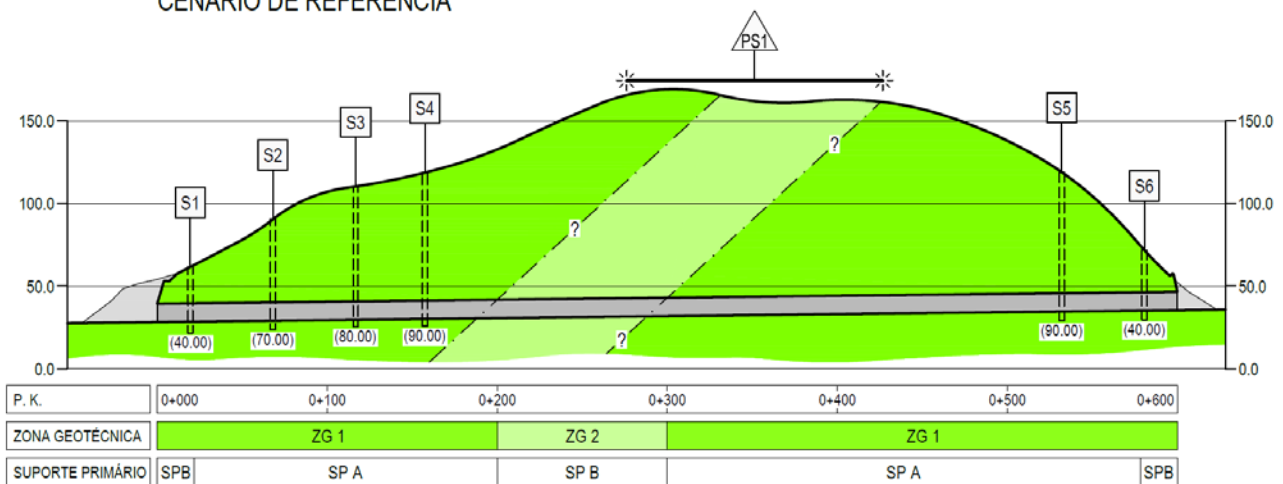 CENÁRIO DE REFERÊNCIA
PS1
S1
S2
S3
S4
S5
S6
150.0
100.0
50.0
0.0
150.0
100.0
50.0
0.0
?
?
?
(40.00)
(70.00)
(80.00)
(90.00)
(90.00)
(40.00)
P. K. 0+000 0+100 0+200 0+300 0+400 0+500 0+600
ZONA GEOTÉCNICA ZG 1 ZG 2 ZG 1
SUPORTE PRIMÁRIO SPB SP A SP B SP A SPB